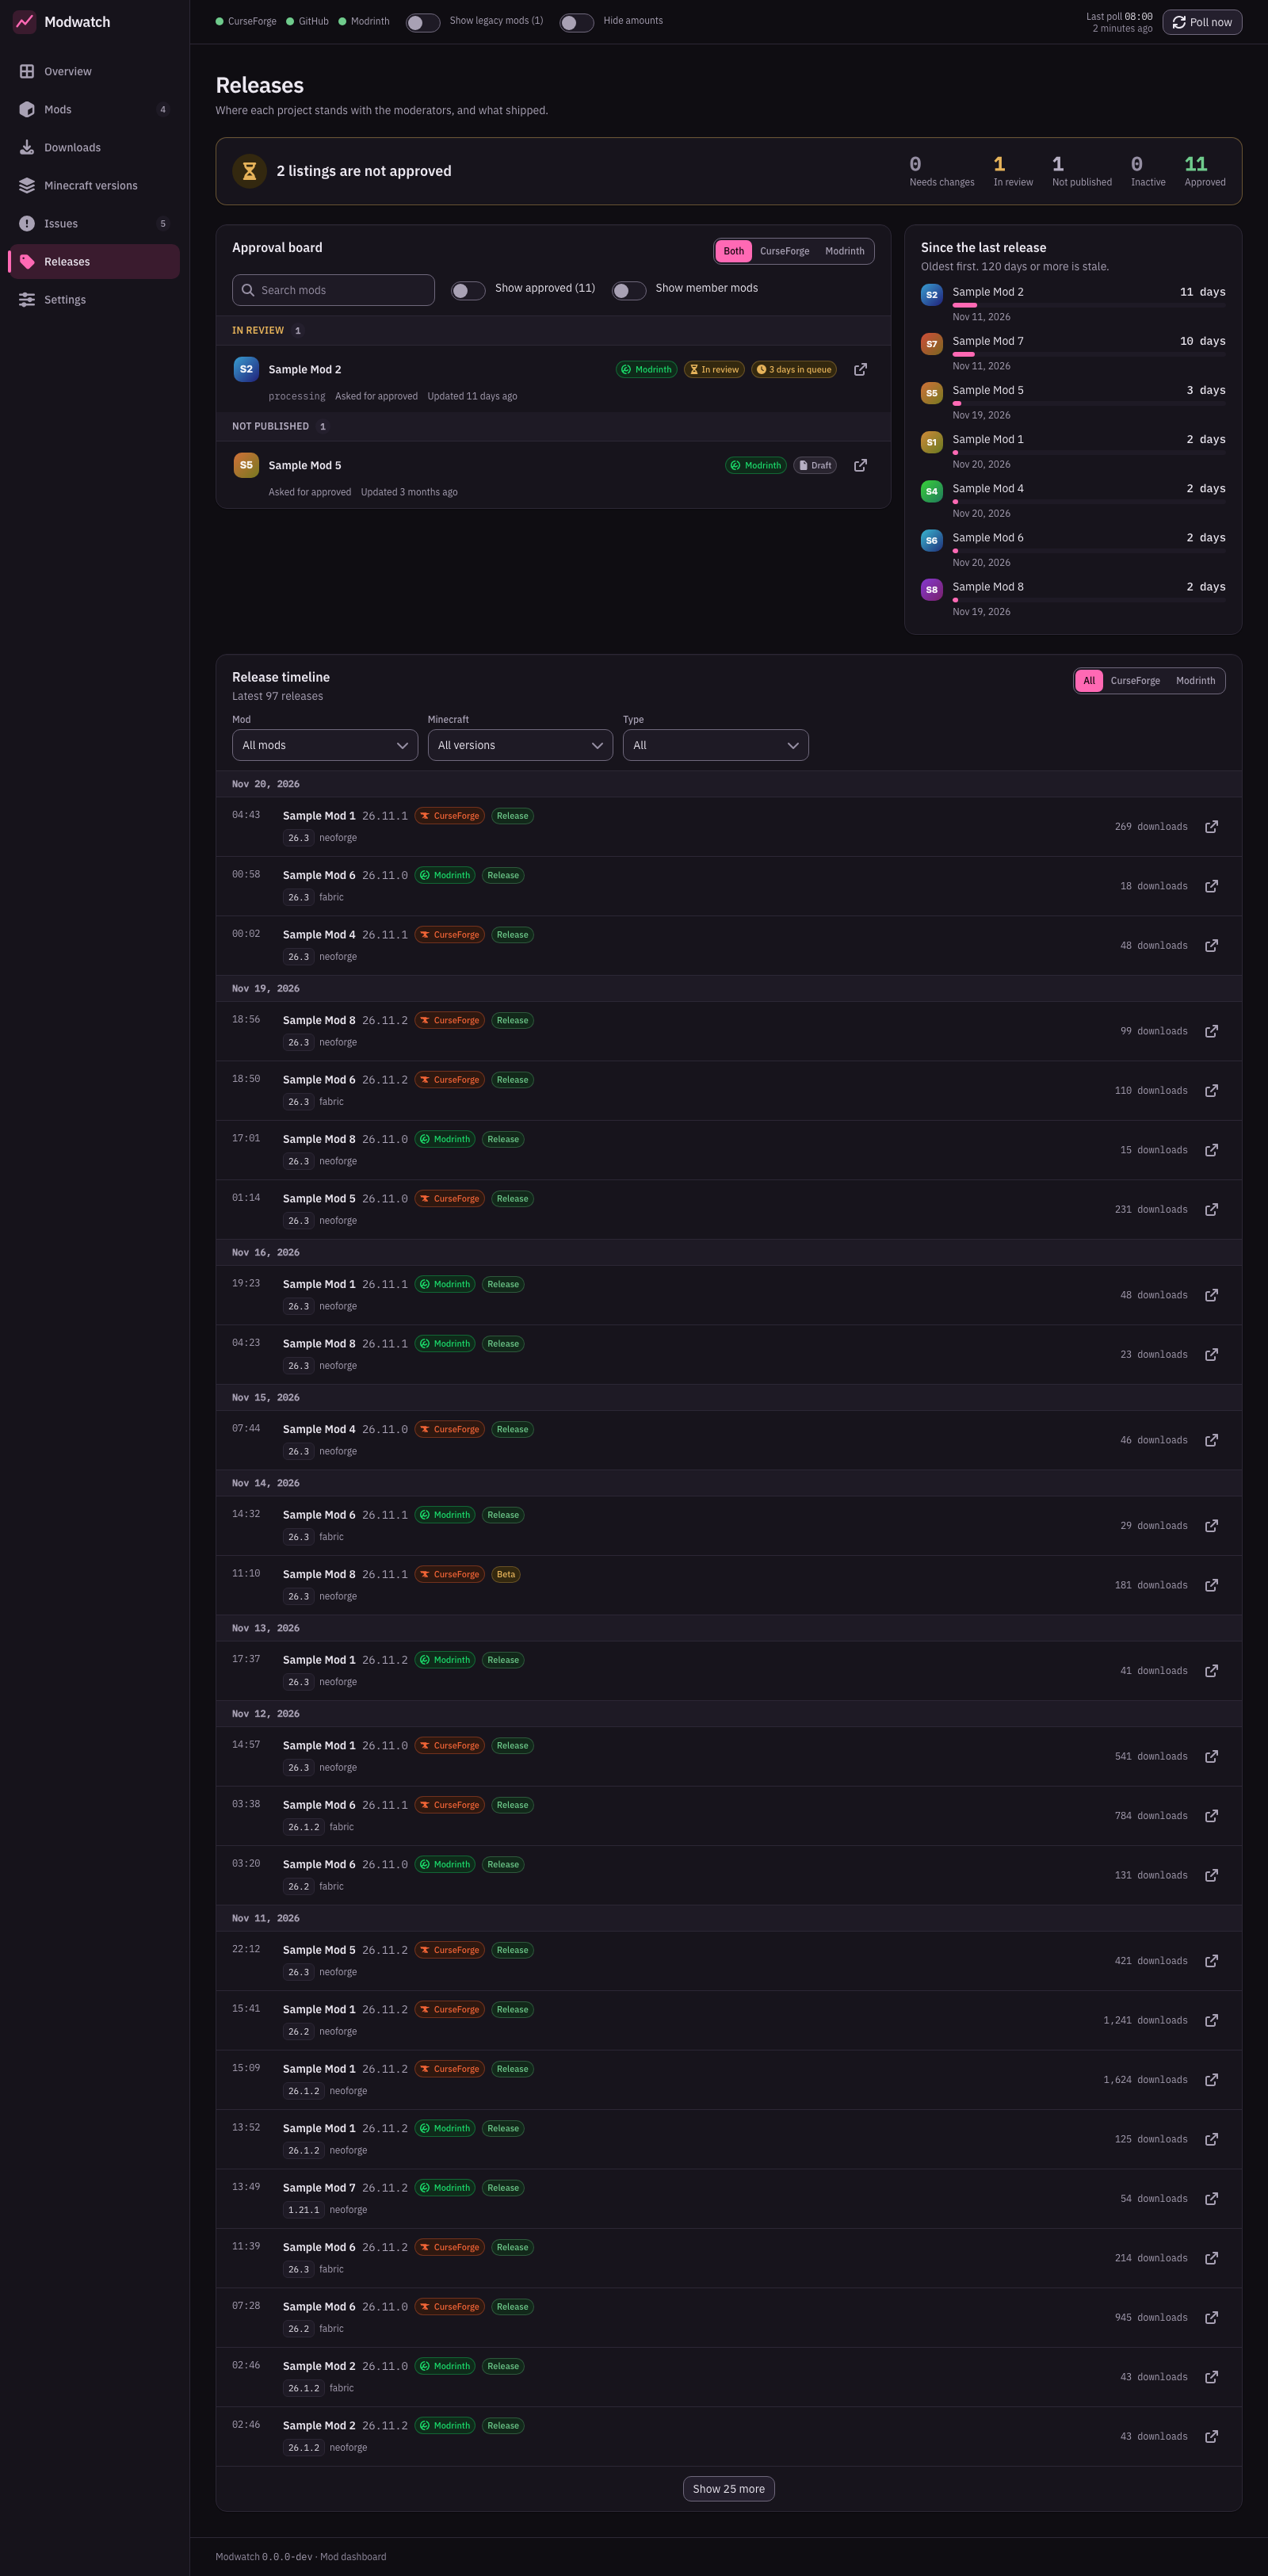 Modwatch
Overview
Mods 4
Downloads
Minecraft versions
Issues 5
Releases
Settings
CurseForge GitHub Modrinth Show legacy mods (1) Hide amounts
Last poll 08:00
2 minutes ago
Poll now
Releases
Where each project stands with the moderators, and what shipped.
2 listings are not approved
0 1 1 0 11
Needs changes In review Not published Inactive Approved
Approval board
Both CurseForge Modrinth
Search mods Show approved (11) Show member mods
IN REVIEW 1
S2 Sample Mod 2 Modrinth In review 3 days in queue
processing Asked for approved Updated 11 days ago
NOT PUBLISHED 1
S5 Sample Mod 5 Modrinth Draft
Asked for approved Updated 3 months ago
Since the last release
Oldest first. 120 days or more is stale.
S2 Sample Mod 2 11 days
Nov 11, 2026
S7 Sample Mod 7 10 days
Nov 11, 2026
S5 Sample Mod 5 3 days
Nov 19, 2026
S1 Sample Mod 1 2 days
Nov 20, 2026
S4 Sample Mod 4 2 days
Nov 20, 2026
S6 Sample Mod 6 2 days
Nov 20, 2026
S8 Sample Mod 8 2 days
Nov 19, 2026
Release timeline
Latest 97 releases
All CurseForge Modrinth
Mod Minecraft Type
All mods All versions All
Nov 20, 2026
04:43 Sample Mod 1 26.11.1 CurseForge Release 269 downloads
26.3 neoforge
00:58 Sample Mod 6 26.11.0 Modrinth Release 18 downloads
26.3 fabric
00:02 Sample Mod 4 26.11.1 CurseForge Release 48 downloads
26.3 neoforge
Nov 19, 2026
18:56 Sample Mod 8 26.11.2 CurseForge Release 99 downloads
26.3 neoforge
18:50 Sample Mod 6 26.11.2 CurseForge Release 110 downloads
26.3 fabric
17:01 Sample Mod 8 26.11.0 Modrinth Release 15 downloads
26.3 neoforge
01:14 Sample Mod 5 26.11.0 CurseForge Release 231 downloads
26.3 neoforge
Nov 16, 2026
19:23 Sample Mod 1 26.11.1 Modrinth Release 48 downloads
26.3 neoforge
04:23 Sample Mod 8 26.11.1 Modrinth Release 23 downloads
26.3 neoforge
Nov 15, 2026
07:44 Sample Mod 4 26.11.0 CurseForge Release 46 downloads
26.3 neoforge
Nov 14, 2026
14:32 Sample Mod 6 26.11.1 Modrinth Release 29 downloads
26.3 fabric
11:10 Sample Mod 8 26.11.1 CurseForge Beta 181 downloads
26.3 neoforge
Nov 13, 2026
17:37 Sample Mod 1 26.11.2 Modrinth Release 41 downloads
26.3 neoforge
Nov 12, 2026
14:57 Sample Mod 1 26.11.0 CurseForge Release 541 downloads
26.3 neoforge
03:38 Sample Mod 6 26.11.1 CurseForge Release 784 downloads
26.1.2 fabric
03:20 Sample Mod 6 26.11.0 Modrinth Release 131 downloads
26.2 fabric
Nov 11, 2026
22:12 Sample Mod 5 26.11.2 CurseForge Release 421 downloads
26.3 neoforge
15:41 Sample Mod 1 26.11.2 CurseForge Release 1,241 downloads
26.2 neoforge
15:09 Sample Mod 1 26.11.2 CurseForge Release 1,624 downloads
26.1.2 neoforge
13:52 Sample Mod 1 26.11.2 Modrinth Release 125 downloads
26.1.2 neoforge
13:49 Sample Mod 7 26.11.2 Modrinth Release 54 downloads
1.21.1 neoforge
11:39 Sample Mod 6 26.11.2 CurseForge Release 214 downloads
26.3 fabric
07:28 Sample Mod 6 26.11.0 CurseForge Release 945 downloads
26.2 fabric
02:46 Sample Mod 2 26.11.0 Modrinth Release 43 downloads
26.1.2 fabric
02:46 Sample Mod 2 26.11.2 Modrinth Release 43 downloads
26.1.2 neoforge
Show 25 more
Modwatch 0.0.0-dev · Mod dashboard